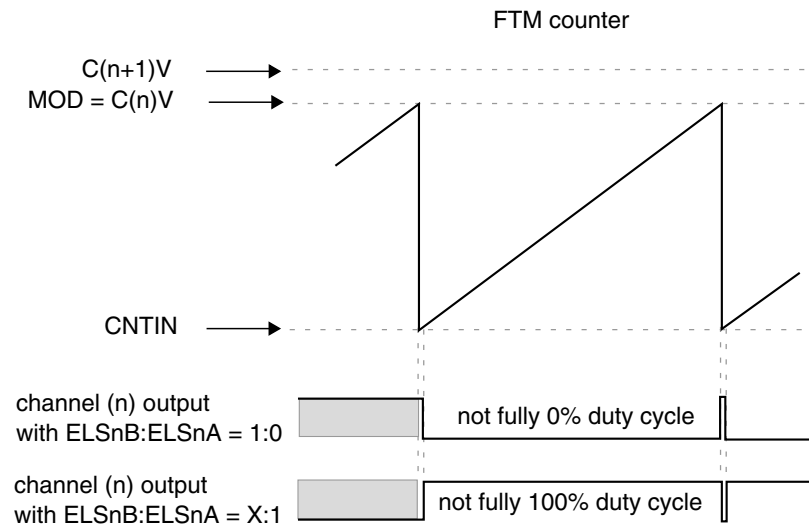 FTM counter
C(n+1)V
MOD = C(n)V
CNTIN
channel (n) output
with ELSnB:ELSnA = 1:0
not fully 0% duty cycle
channel (n) output
with ELSnB:ELSnA = X:1
not fully 100% duty cycle